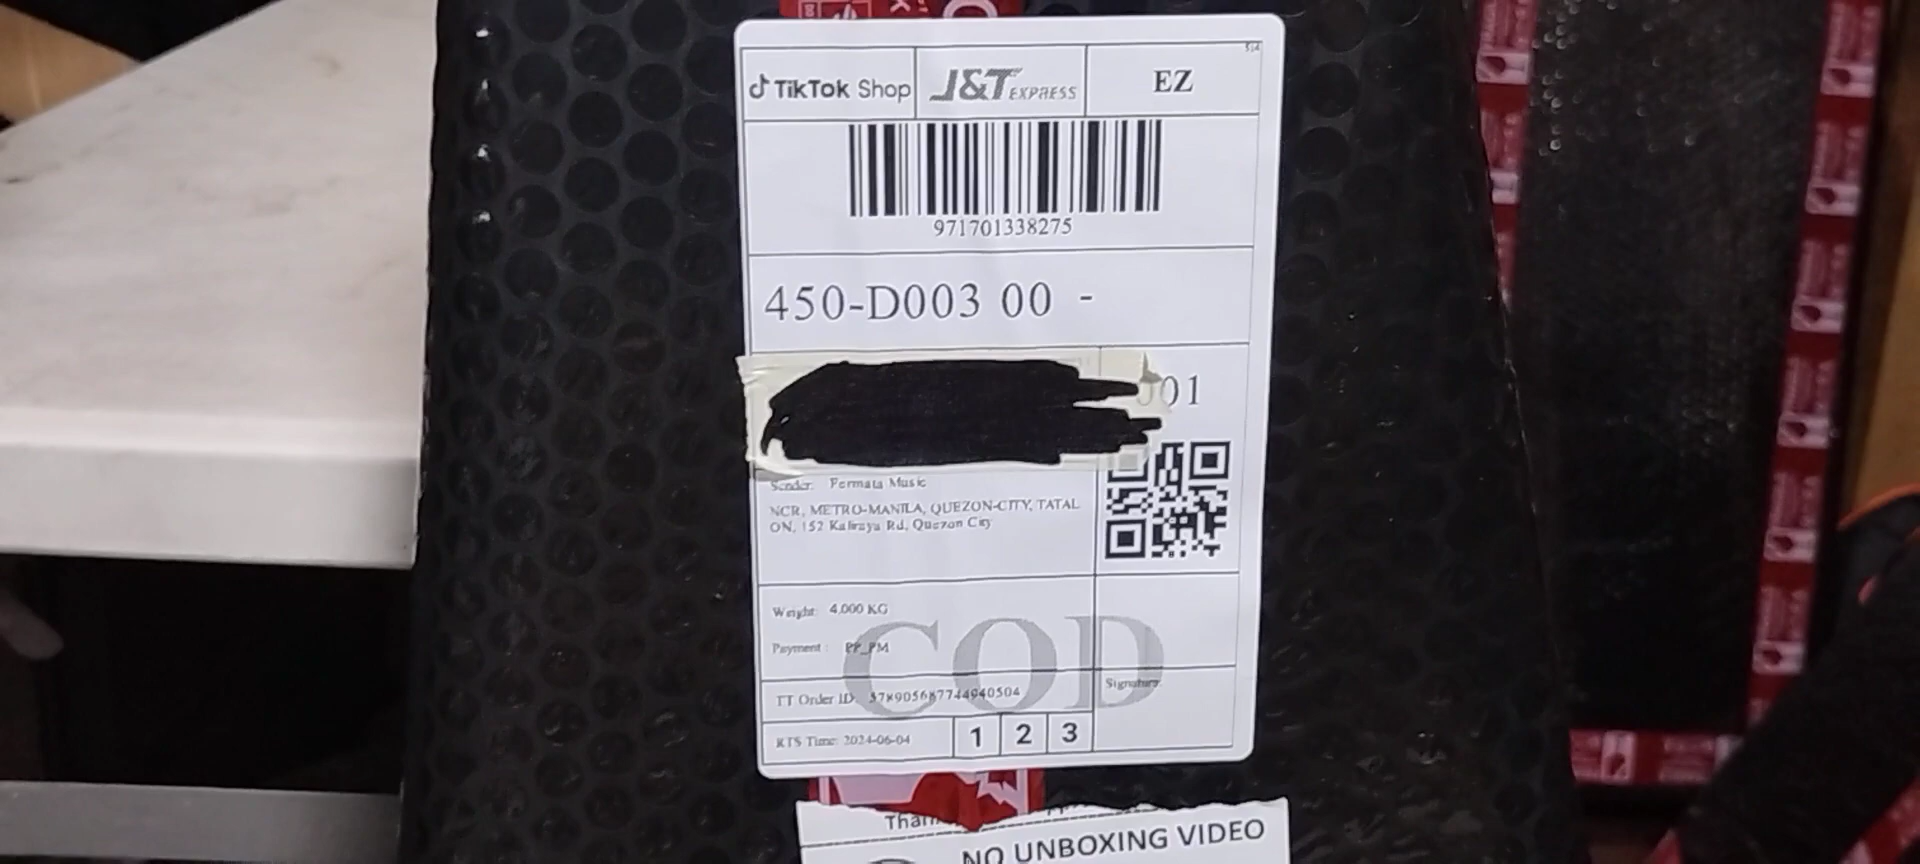 TikTok Shop
J&T EXPRESS
EZ
971701338275
450-D003 00 -
01
Sender: Fermata Music
NCR, METRO-MANILA, QUEZON-CITY, TATAL
ON, 152 Kaliraya Rd, Quezon City
Weight: 4.000 KG
Payment : PP_PM
COD
TT Order ID:
Signature:
RTS Time: 2024-06-04
1 2 3
NO UNBOXING VIDEO